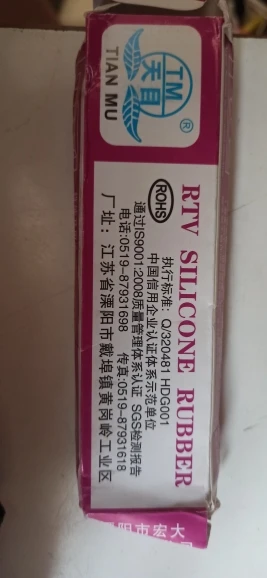 TM
天目
®
TIAN MU
ROHS
RTV SILICONE RUBBER
执行标准：Q/320481 HDG001
中国信用企业认证体系示范单位
通过IS9001:2008质量管理体系认证 SGS检测报告
电话:0519-87931698 传真:0519-87931618
厂址：江苏省溧阳市戴埠镇黄岗岭工业区
阳市宏大